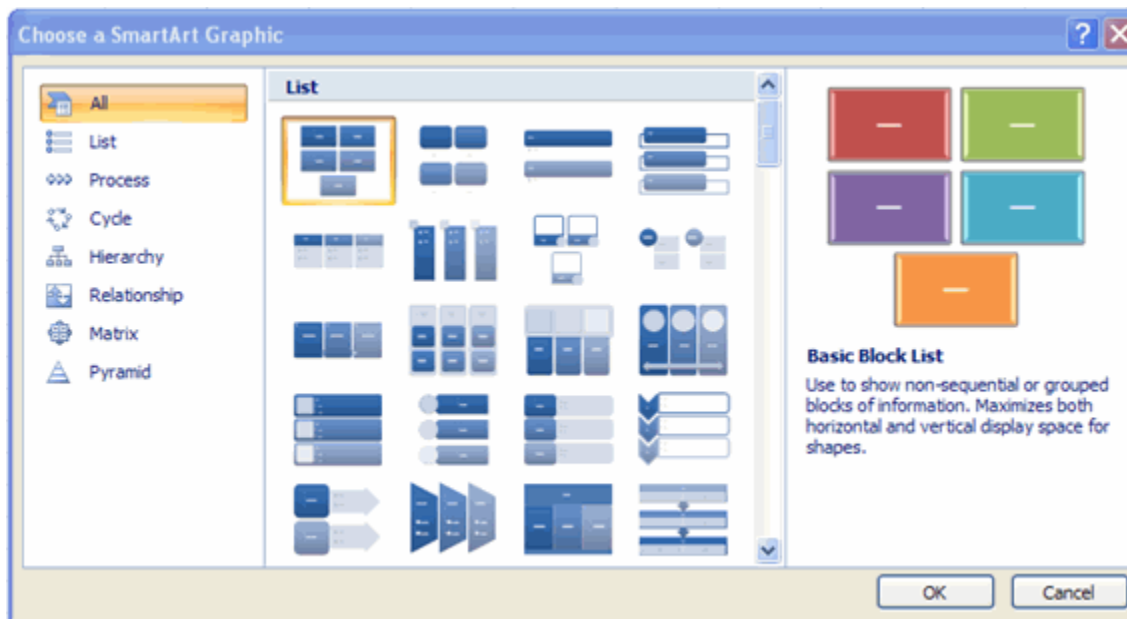 Choose a SmartArt Graphic
All
List
Process
Cycle
Hierarchy
Relationship
Matrix
Pyramid
List
Basic Block List
Use to show non-sequential or grouped
blocks of information. Maximizes both
horizontal and vertical display space for
shapes.
OK
Cancel